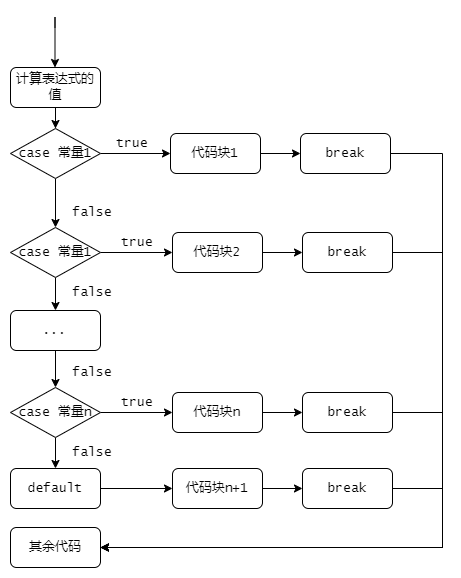 计算表达式的
值
case 常量1
true
代码块1
break
false
case 常量1
true
代码块2
break
false
...
false
case 常量n
true
代码块n
break
false
default
代码块n+1
break
其余代码